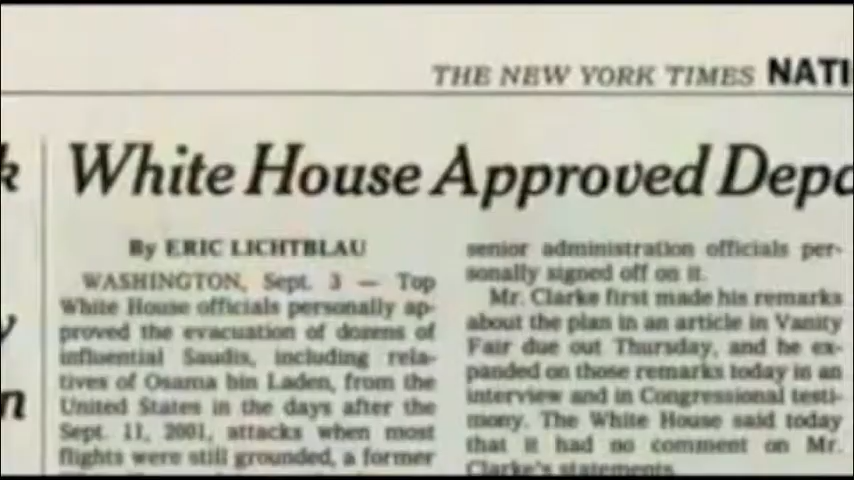 THE NEW YORK TIMES NATI
k
White House Approved Depa
By ERIC LICHTBLAU
WASHINGTON, Sept. 3 — Top
White House officials personally ap-
proved the evacuation of dozens of
influential Saudis, including rela-
tives of Osama bin Laden, from the
United States in the days after the
Sept. 11, 2001, attacks when most
flights were still grounded, a former
senior administration officials per-
sonally signed off on it.
Mr. Clarke first made his remarks
about the plan in an article in Vanity
Fair due out Thursday, and he ex-
panded on those remarks today in an
interview and in Congressional testi-
mony. The White House said today
that it had no comment on Mr.
Clarke's statements.
y
n